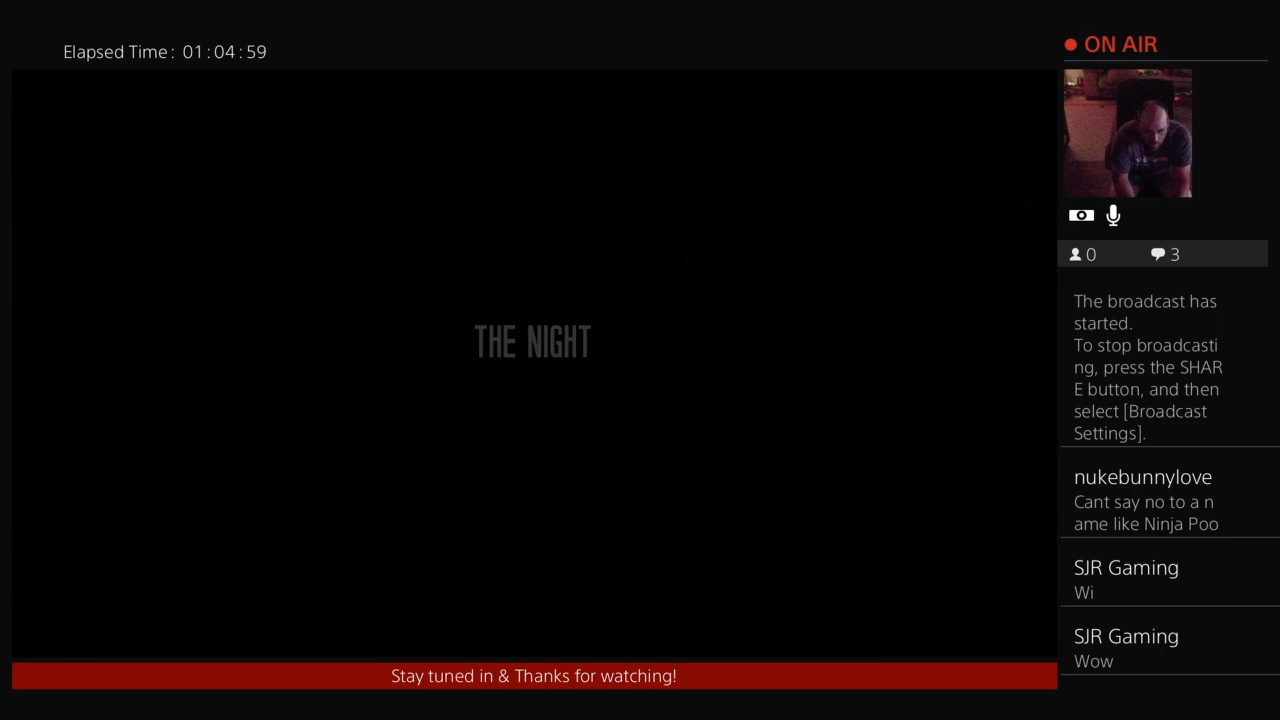 Elapsed Time: 01:04:59
ON AIR
0 3
THE NIGHT
The broadcast has
started.
To stop broadcasti
ng, press the SHAR
E button, and then
select [Broadcast
Settings].
nukebunnylove
Cant say no to a n
ame like Ninja Poo
SJR Gaming
Wi
SJR Gaming
Wow
Stay tuned in & Thanks for watching!